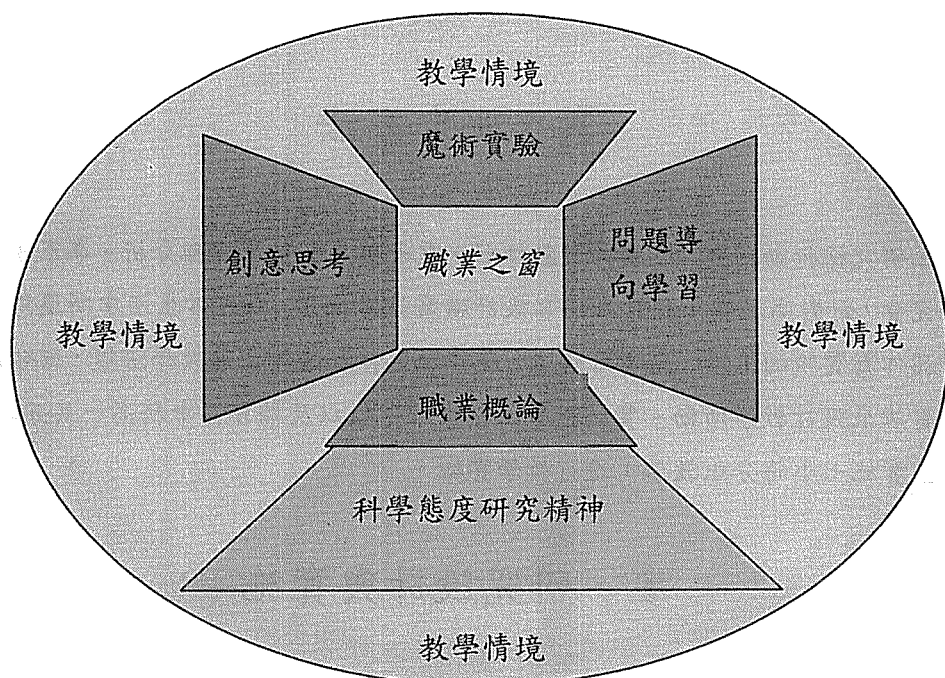 教學情境
魔術實驗
創意思考
職業之窗
問題導
向學習
教學情境
教學情境
職業概論
科學態度研究精神
教學情境